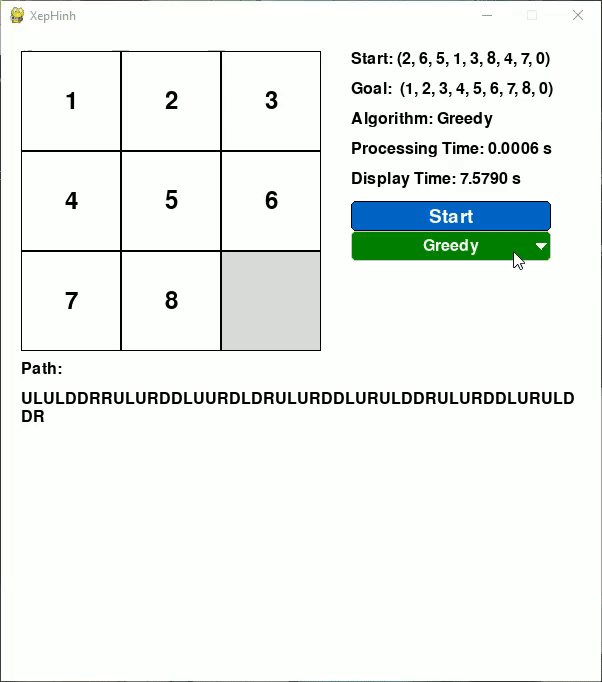 XepHinh
1 2 3
4 5 6
7 8
Start: (2, 6, 5, 1, 3, 8, 4, 7, 0)
Goal: (1, 2, 3, 4, 5, 6, 7, 8, 0)
Algorithm: Greedy
Processing Time: 0.0006 s
Display Time: 7.5790 s
Start
Greedy
Path:
ULULDDRRULURDDLUURDLDRULURDDLURULDDRULURDDLURULD
DR